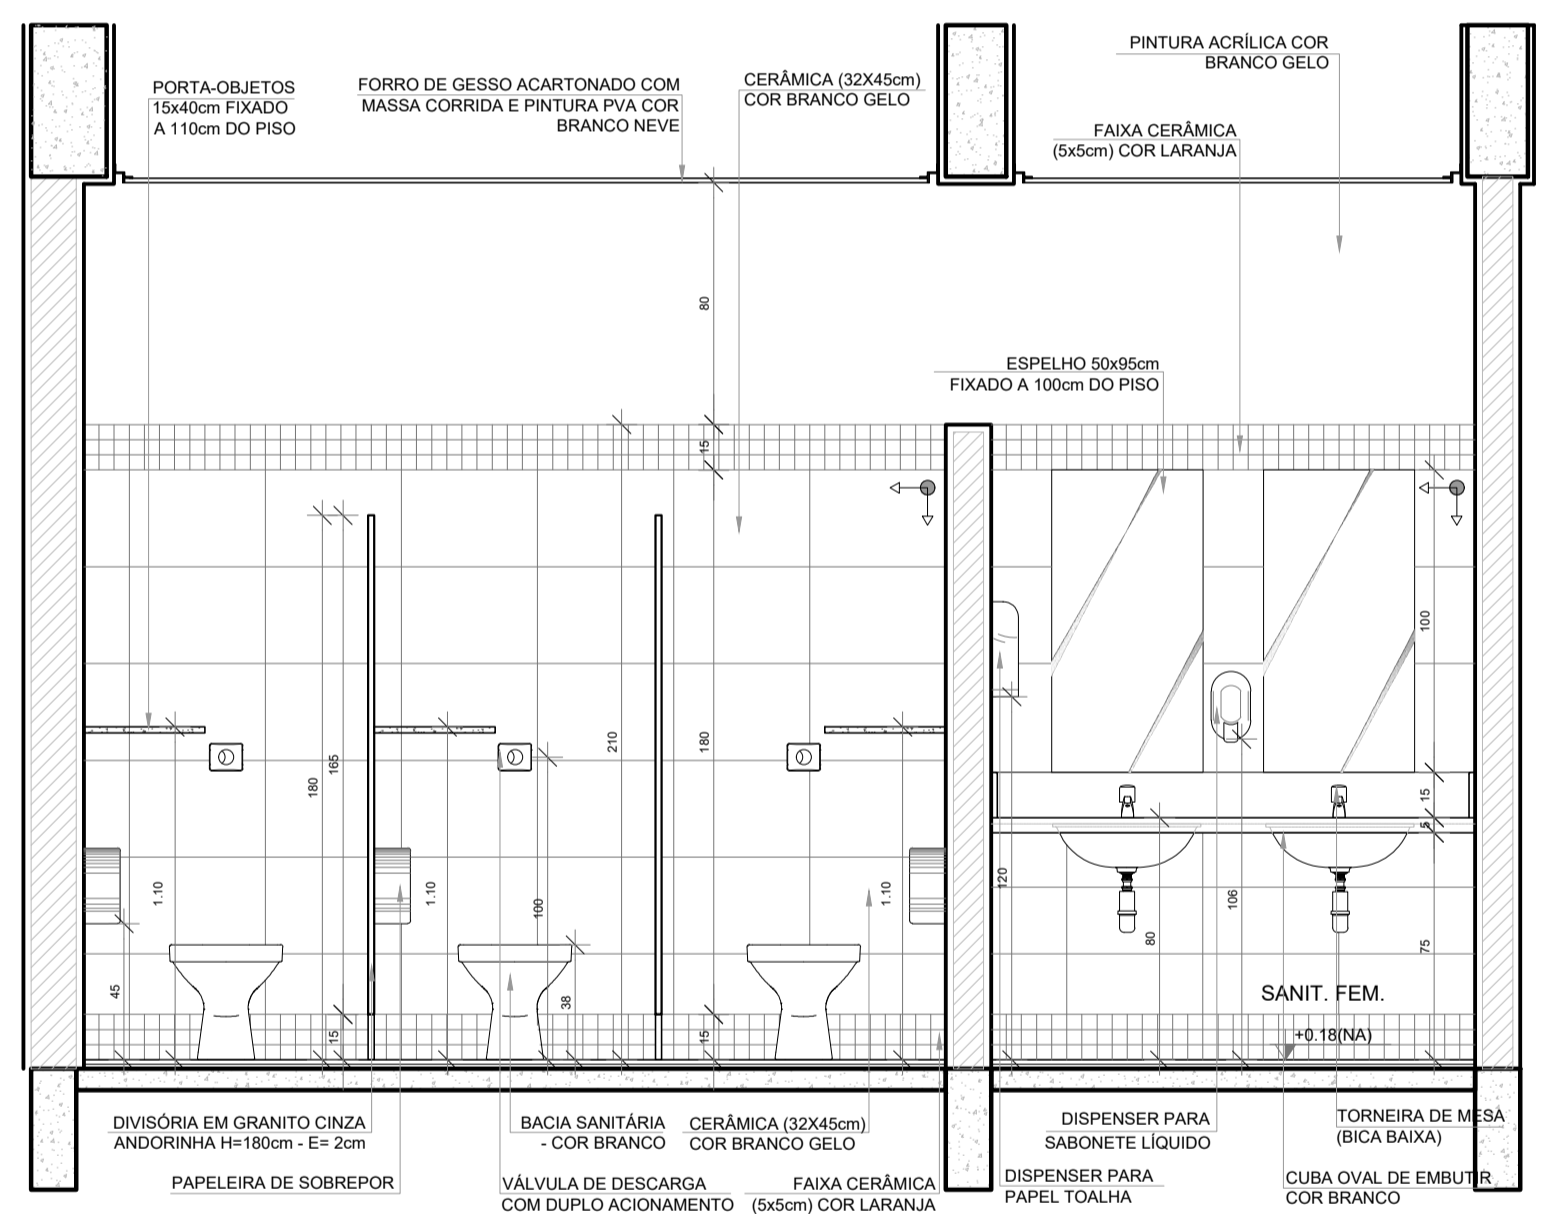 PORTA-OBJETOS
15x40cm FIXADO
A 110cm DO PISO
FORRO DE GESSO ACARTONADO COM
MASSA CORRIDA E PINTURA PVA COR
BRANCO NEVE
CERÂMICA (32X45cm)
COR BRANCO GELO
PINTURA ACRÍLICA COR
BRANCO GELO
FAIXA CERÂMICA
(5x5cm) COR LARANJA
80
ESPELHO 50x95cm
FIXADO A 100cm DO PISO
15
100
180
165
210
180
15
5
1.10
1.10
1.10
100
120
106
80
75
45
38
15
15
SANIT. FEM.
+0.18(NA)
DIVISÓRIA EM GRANITO CINZA
ANDORINHA H=180cm - E= 2cm
BACIA SANITÁRIA
- COR BRANCO
CERÂMICA (32X45cm)
COR BRANCO GELO
DISPENSER PARA
SABONETE LÍQUIDO
TORNEIRA DE MESA
(BICA BAIXA)
PAPELEIRA DE SOBREPOR
VÁLVULA DE DESCARGA
COM DUPLO ACIONAMENTO
FAIXA CERÂMICA
(5x5cm) COR LARANJA
DISPENSER PARA
PAPEL TOALHA
CUBA OVAL DE EMBUTIR
COR BRANCO